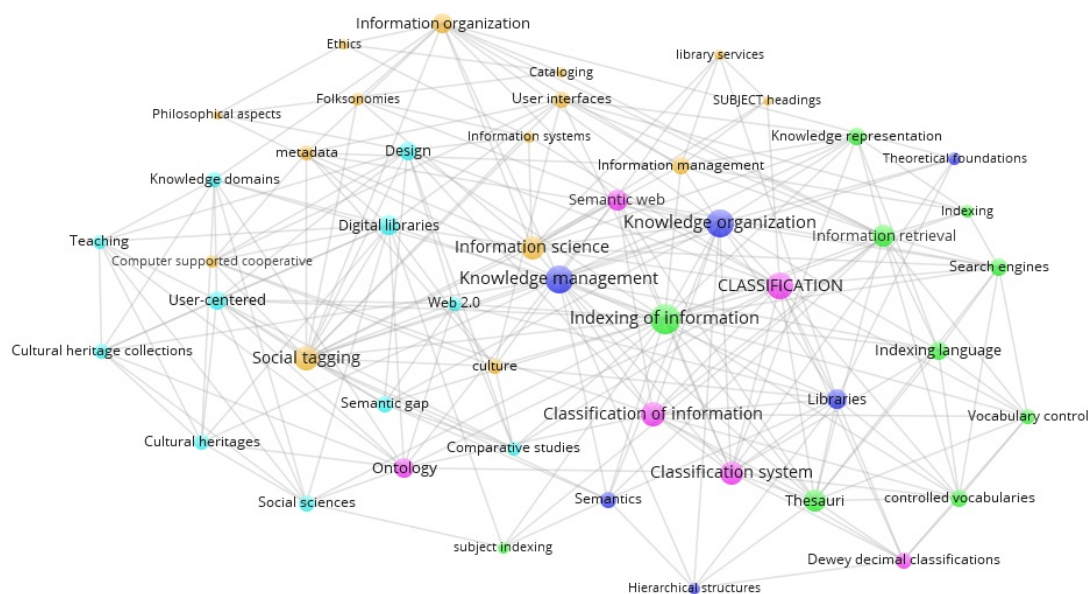 Information organization
Ethics
library services
Cataloging
Folksonomies
User interfaces
SUBJECT headings
Philosophical aspects
Information systems
Knowledge representation
metadata
Design
Information management
Theoretical foundations
Knowledge domains
Semantic web
Indexing
Digital libraries
Knowledge organization
Information retrieval
Teaching
Information science
Computer supported cooperative
Search engines
Knowledge management
CLASSIFICATION
User-centered
Web 2.0
Indexing of information
Cultural heritage collections
Social tagging
culture
Indexing language
Semantic gap
Classification of information
Libraries
Vocabulary control
Cultural heritages
Comparative studies
Ontology
Classification system
Social sciences
Semantics
Thesauri
controlled vocabularies
subject indexing
Dewey decimal classifications
Hierarchical structures